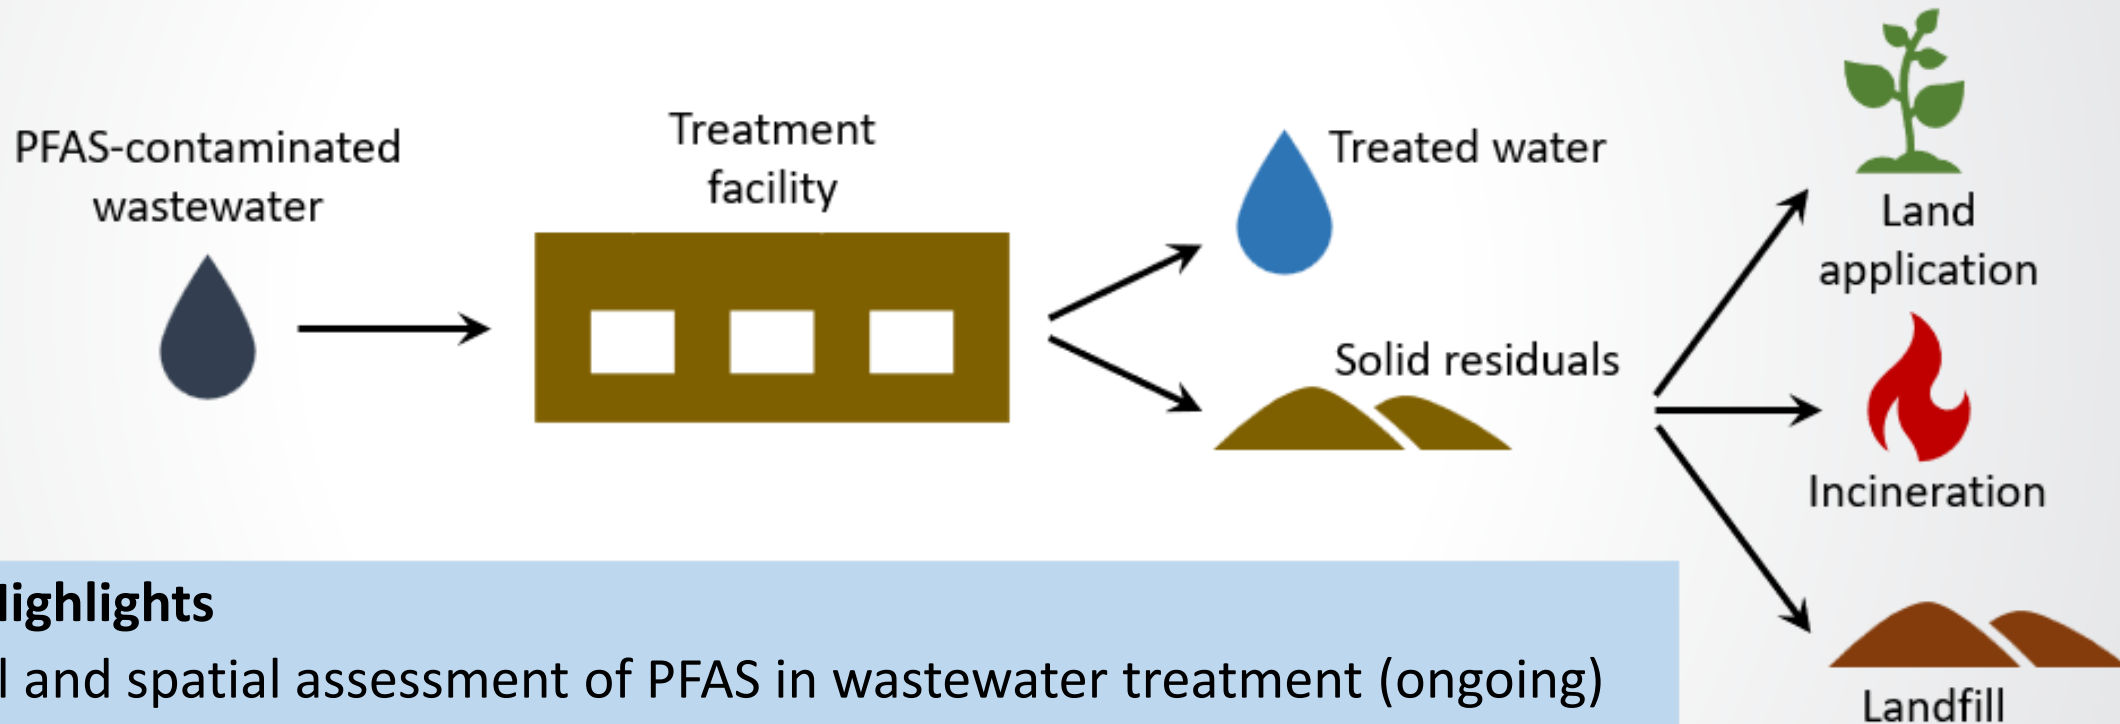 PFAS-contaminated
wastewater
Treatment
facility
Treated water
Solid residuals
Land
application
Incineration
Landfill
Highlights
and spatial assessment of PFAS in wastewater treatment (ongoing)